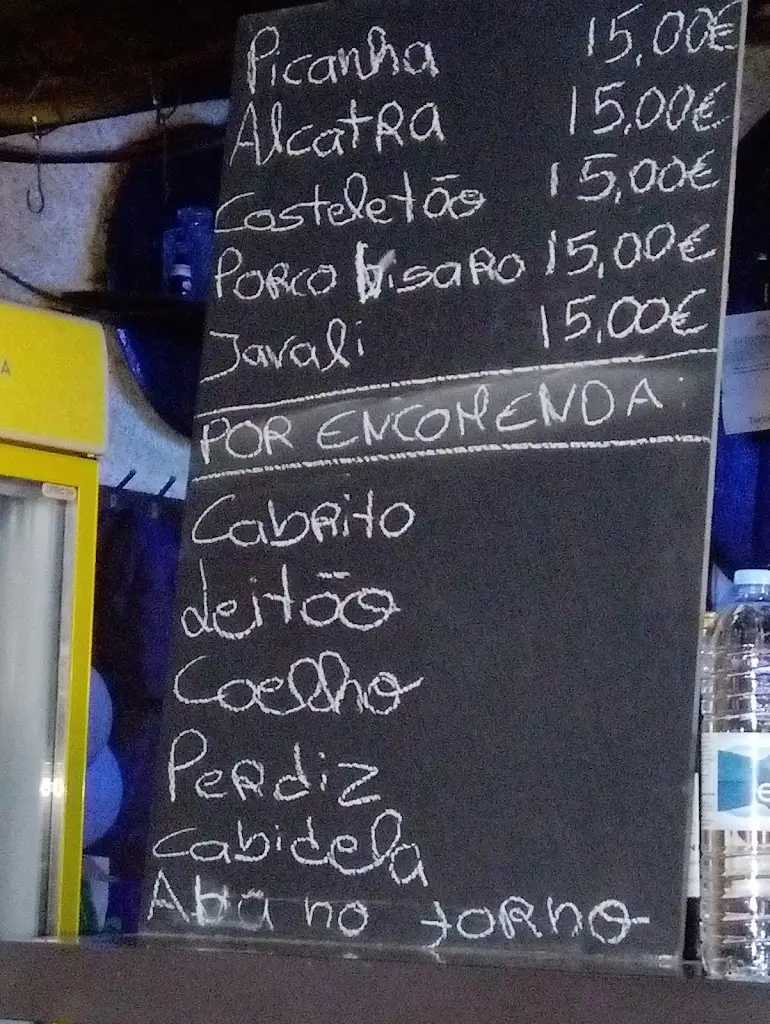 Picanha 15,00€
Alcatra 15,00€
Costeletão 15,00€
Porco bisaro 15,00€
Javali 15,00€
POR ENCOMENDA
Cabrito
Leitão
Coelho
Perdiz
Cabidela
Aba no forno